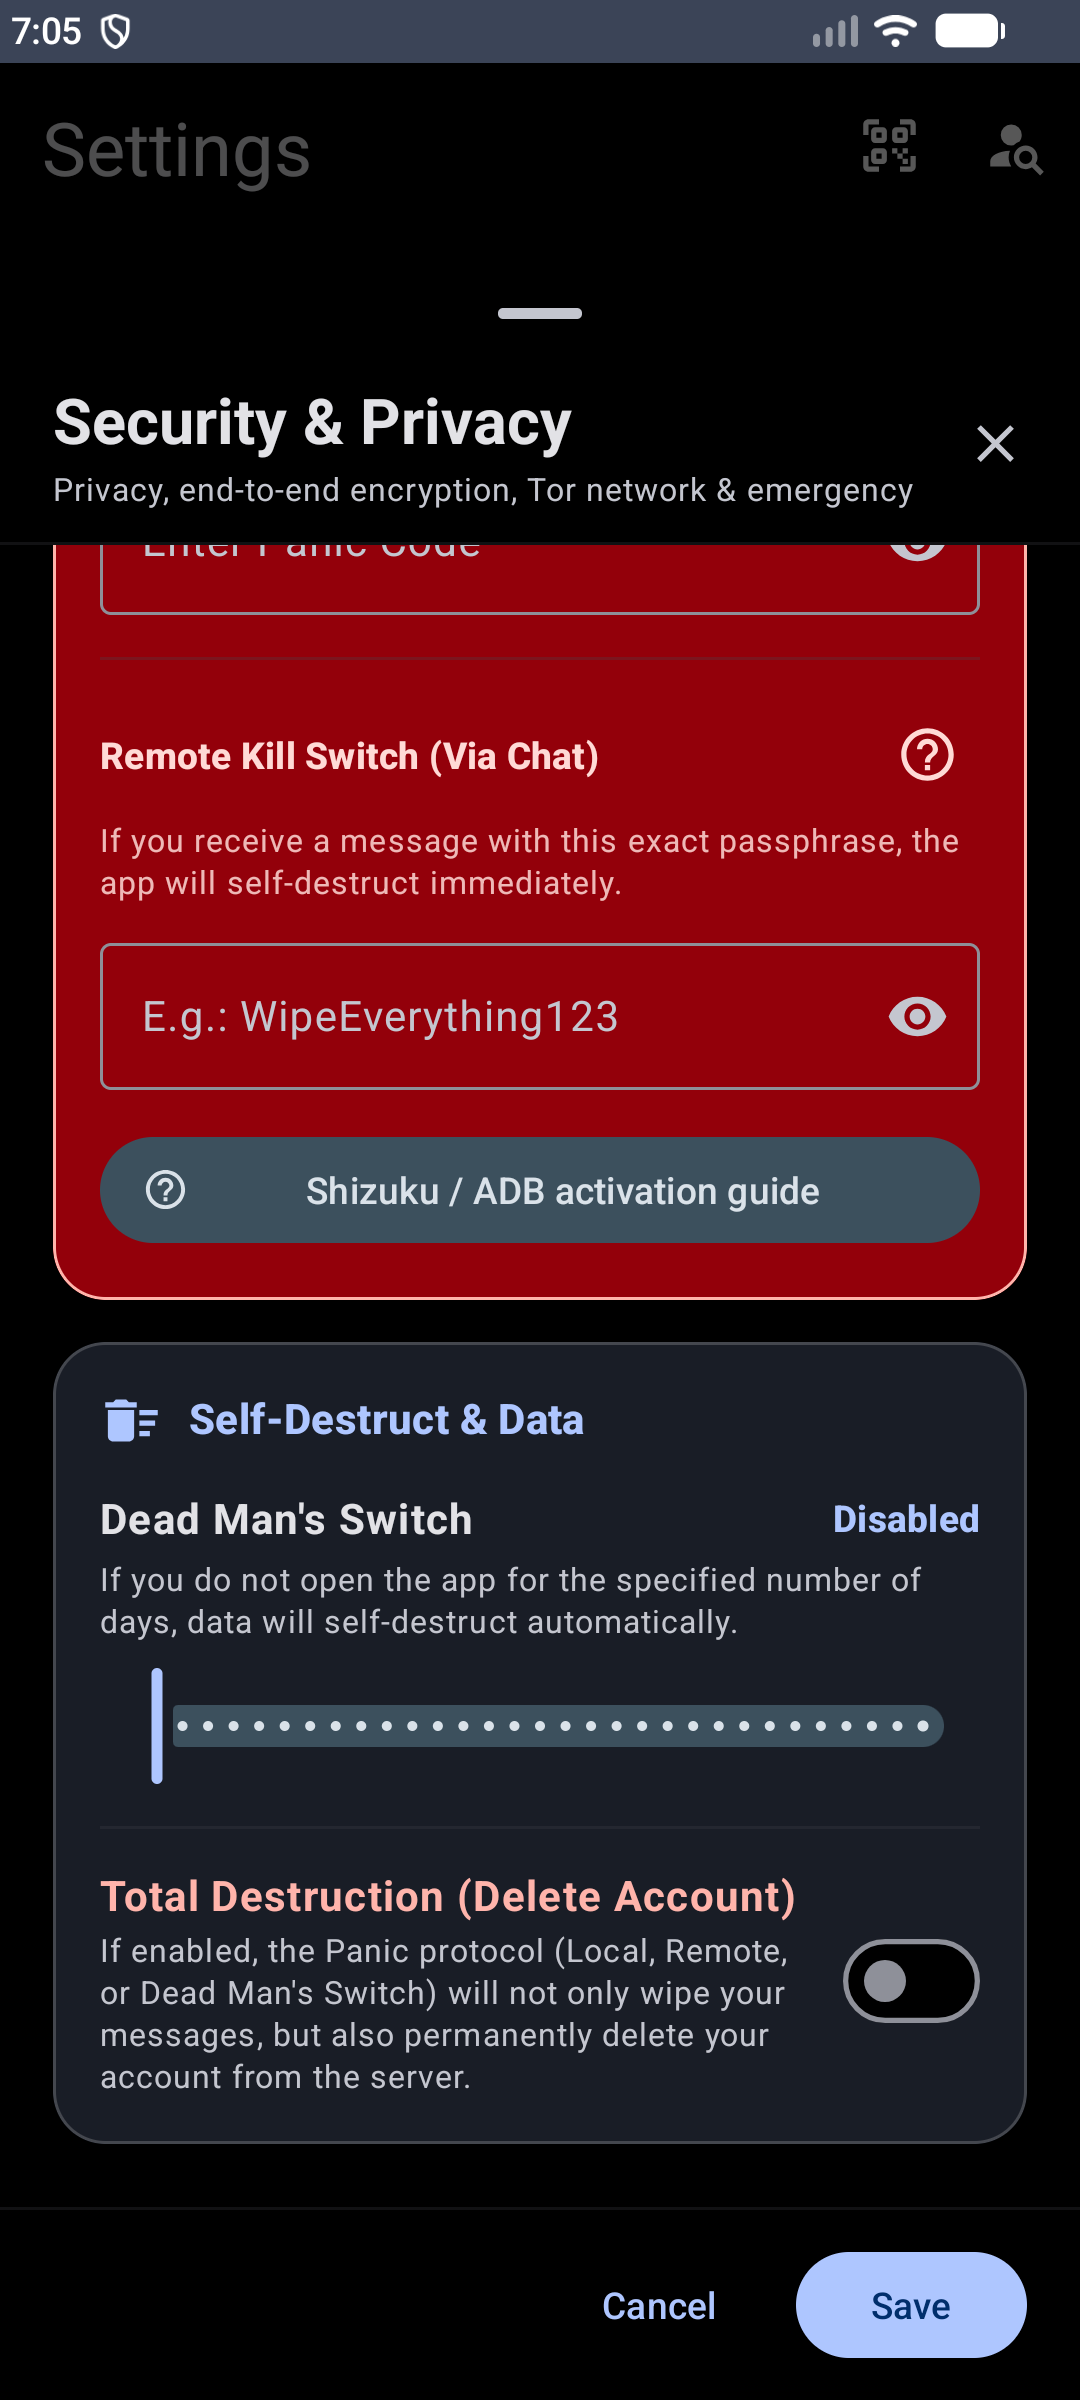 7:05
Settings
Security & Privacy
Privacy, end-to-end encryption, Tor network & emergency
Enter Panic Code
Remote Kill Switch (Via Chat)
If you receive a message with this exact passphrase, the
app will self-destruct immediately.
E.g.: WipeEverything123
Shizuku / ADB activation guide
Self-Destruct & Data
Dead Man's Switch
Disabled
If you do not open the app for the specified number of
days, data will self-destruct automatically.
Total Destruction (Delete Account)
If enabled, the Panic protocol (Local, Remote,
or Dead Man's Switch) will not only wipe your
messages, but also permanently delete your
account from the server.
Cancel
Save